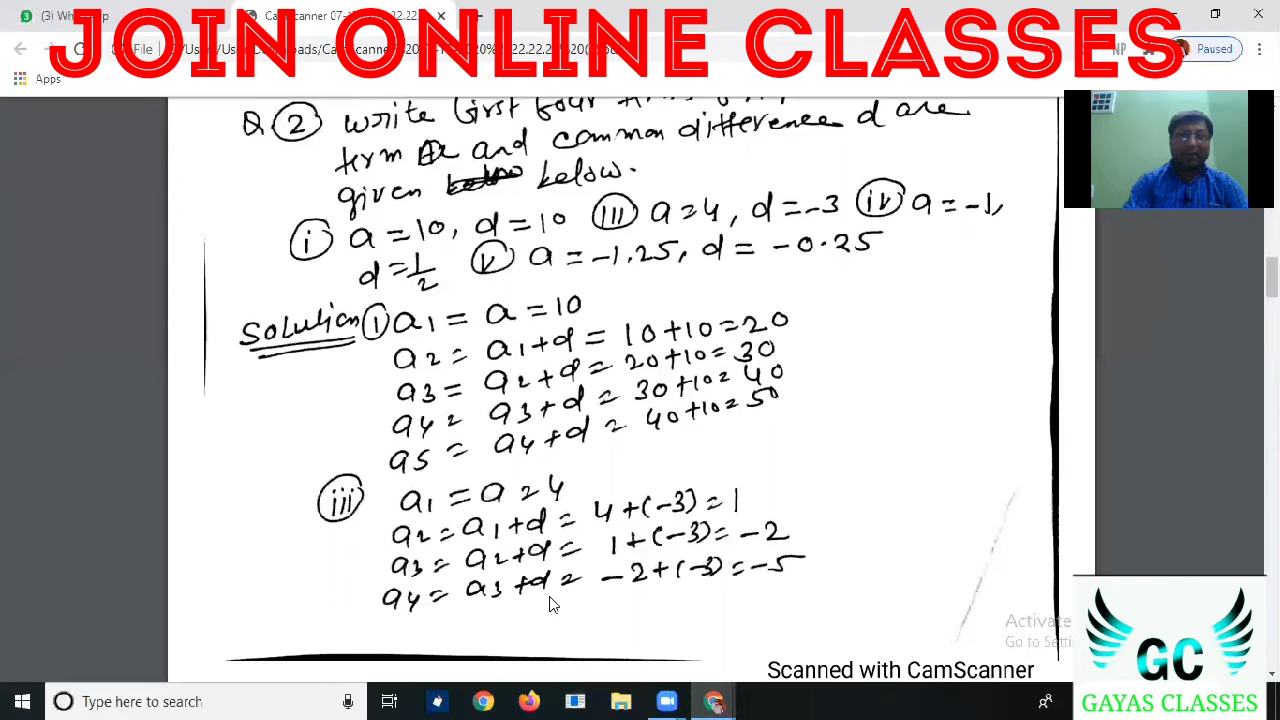 JOIN ONLINE CLASSES
Paused
Apps
Q 2 write first four
term a and common difference d are
given below.
i a = 10, d = 10 iii a = 4, d = -3 iv a = -1,
d = 1/2 v a = -1.25, d = -0.25
Solution i a1 = a = 10
a2 = a1+d = 10+10 = 20
a3 = a2+d = 20+10 = 30
a4 = a3+d = 30+10 = 40
a5 = a4+d = 40+10 = 50
iii a1 = a = 4
a2 = a1+d = 4+(-3) = 1
a3 = a2+d = 1+(-3) = -2
a4 = a3+d = -2+(-3) = -5
Activate
Go to Setti
Scanned with CamScanner
GC
GAYAS CLASSES
Type here to search